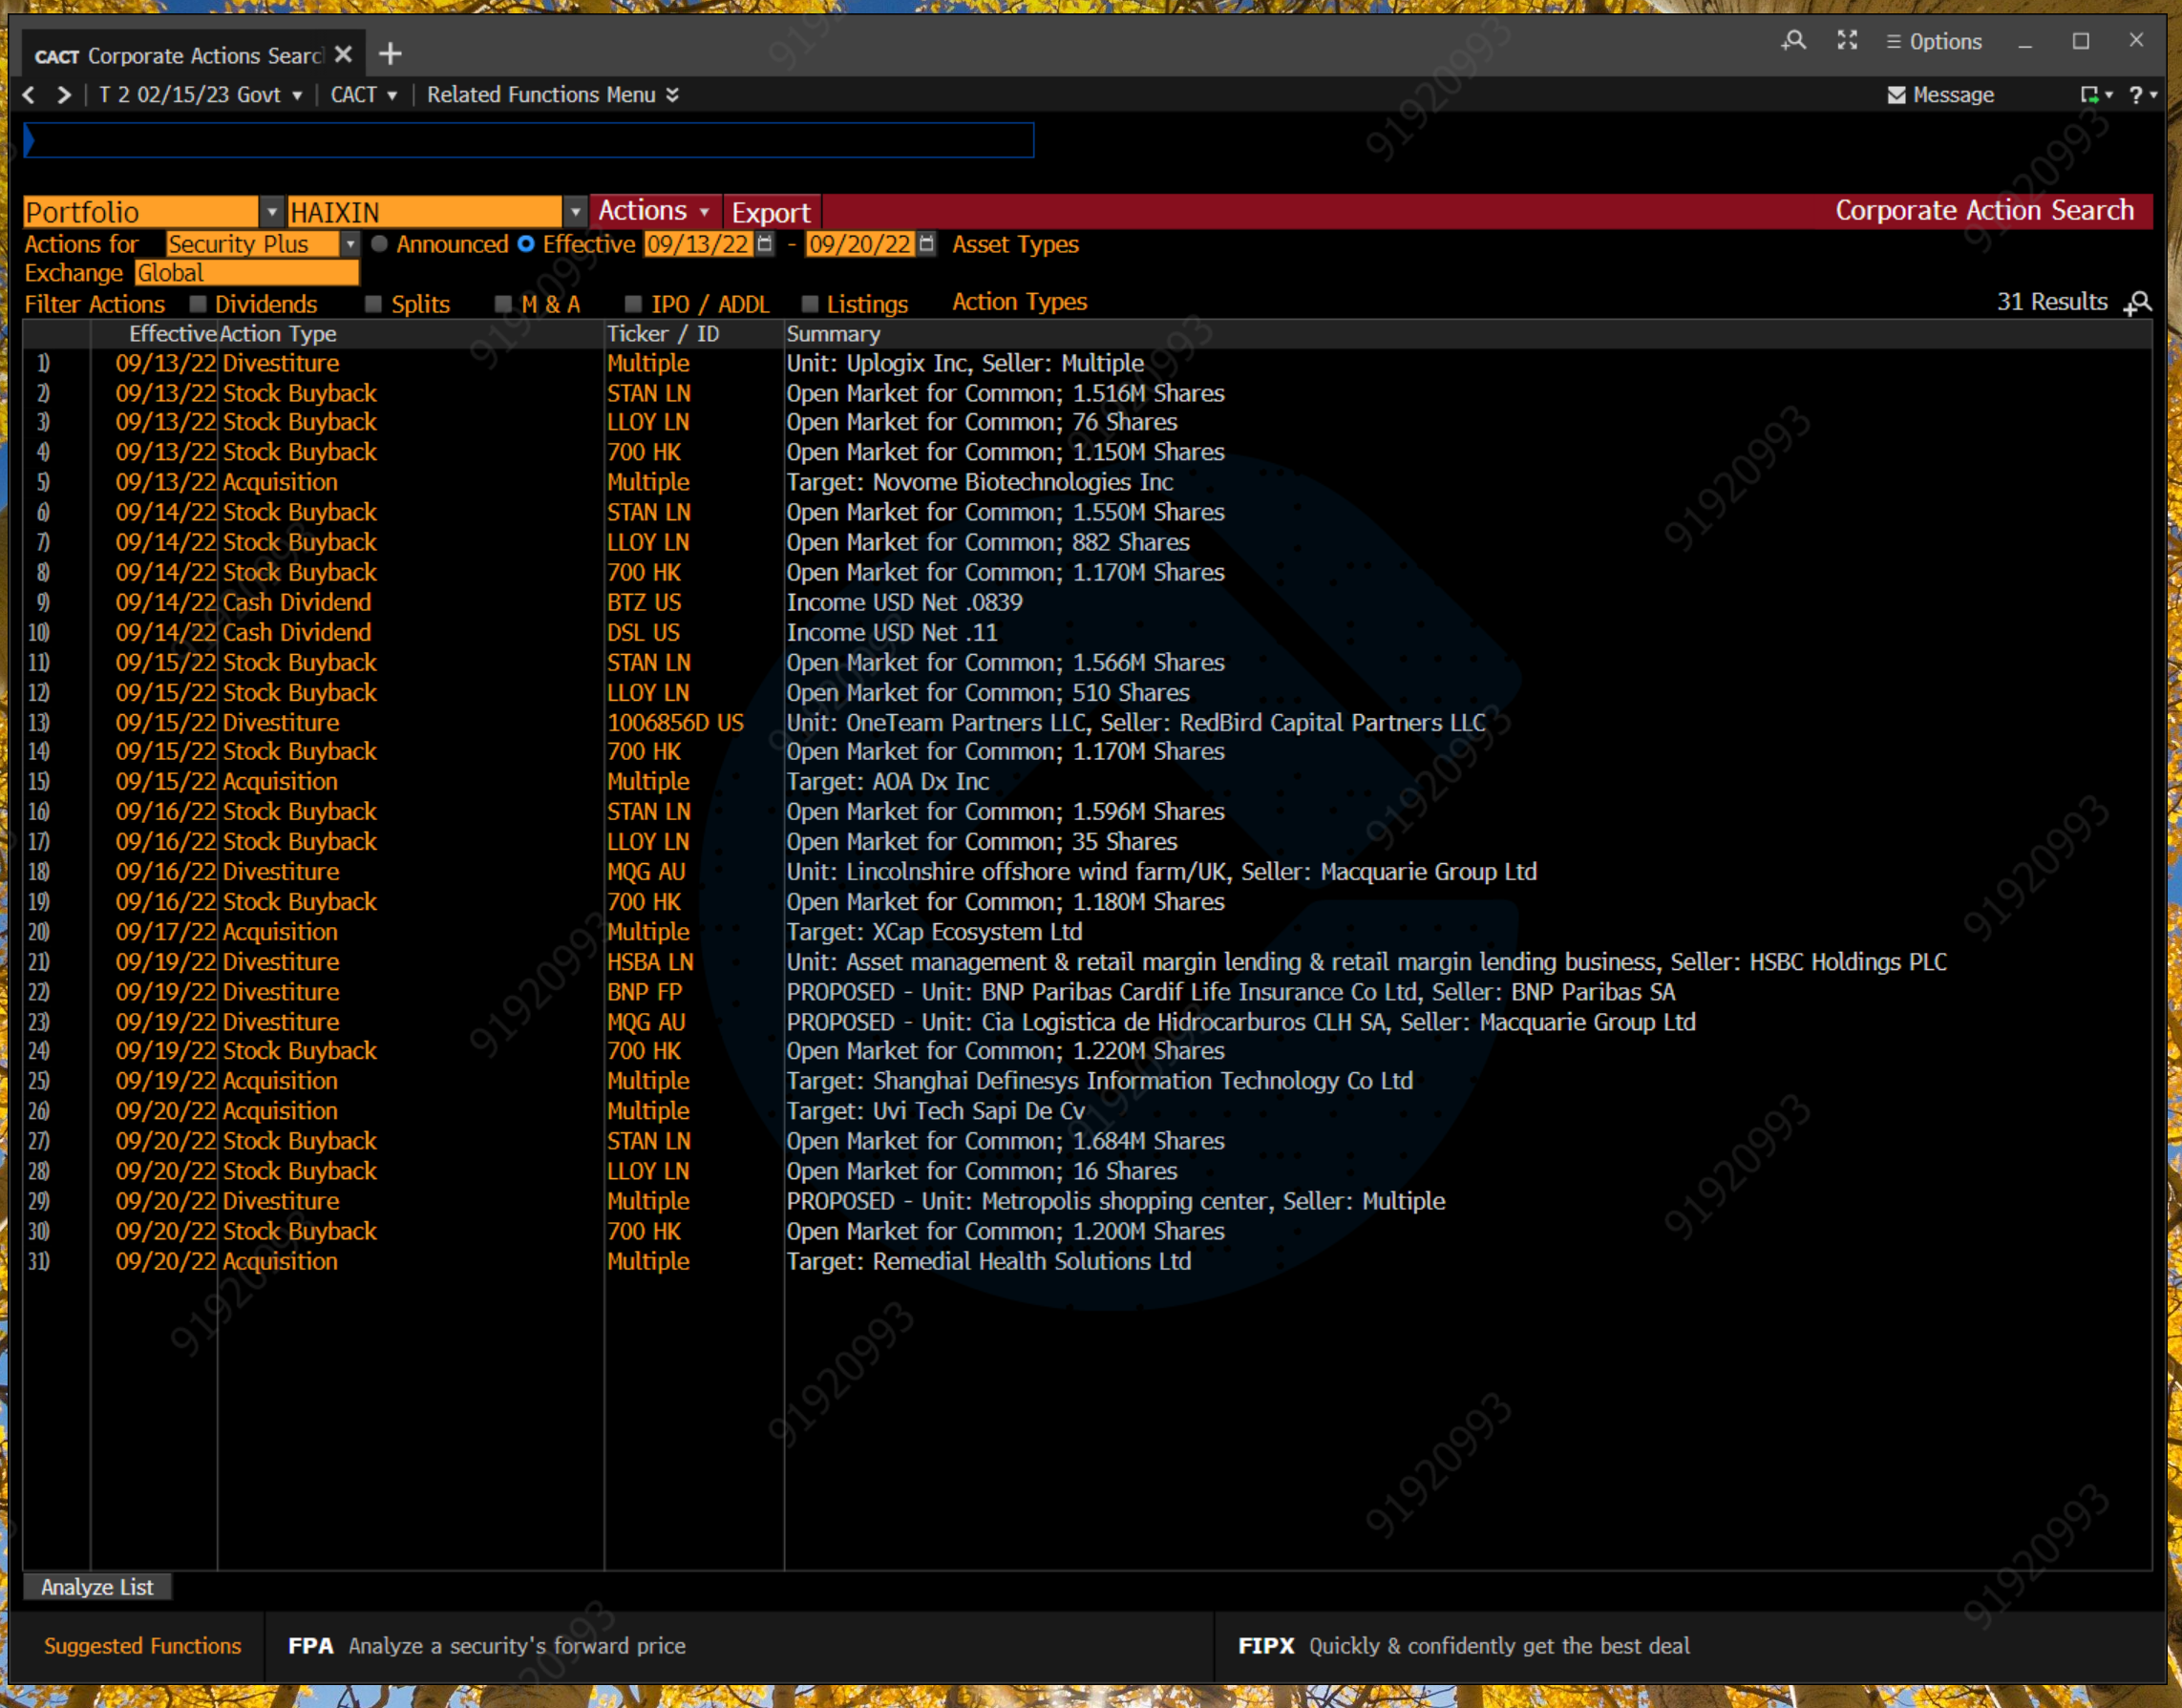 CACT Corporate Actions Searc
Options
T 2 02/15/23 Govt CACT Related Functions Menu Message ?
Portfolio HAIXIN Actions Export Corporate Action Search
Actions for Security Plus Announced Effective 09/13/22 - 09/20/22 Asset Types
Exchange Global
Filter Actions Dividends Splits M & A IPO / ADDL Listings Action Types 31 Results
Effective Action Type Ticker / ID Summary
1) 09/13/22 Divestiture Multiple Unit: Uplogix Inc, Seller: Multiple
2) 09/13/22 Stock Buyback STAN LN Open Market for Common; 1.516M Shares
3) 09/13/22 Stock Buyback LLOY LN Open Market for Common; 76 Shares
4) 09/13/22 Stock Buyback 700 HK Open Market for Common; 1.150M Shares
5) 09/13/22 Acquisition Multiple Target: Novome Biotechnologies Inc
6) 09/14/22 Stock Buyback STAN LN Open Market for Common; 1.550M Shares
7) 09/14/22 Stock Buyback LLOY LN Open Market for Common; 882 Shares
8) 09/14/22 Stock Buyback 700 HK Open Market for Common; 1.170M Shares
9) 09/14/22 Cash Dividend BTZ US Income USD Net .0839
10) 09/14/22 Cash Dividend DSL US Income USD Net .11
11) 09/15/22 Stock Buyback STAN LN Open Market for Common; 1.566M Shares
12) 09/15/22 Stock Buyback LLOY LN Open Market for Common; 510 Shares
13) 09/15/22 Divestiture 1006856D US Unit: OneTeam Partners LLC, Seller: RedBird Capital Partners LLC
14) 09/15/22 Stock Buyback 700 HK Open Market for Common; 1.170M Shares
15) 09/15/22 Acquisition Multiple Target: AOA Dx Inc
16) 09/16/22 Stock Buyback STAN LN Open Market for Common; 1.596M Shares
17) 09/16/22 Stock Buyback LLOY LN Open Market for Common; 35 Shares
18) 09/16/22 Divestiture MQG AU Unit: Lincolnshire offshore wind farm/UK, Seller: Macquarie Group Ltd
19) 09/16/22 Stock Buyback 700 HK Open Market for Common; 1.180M Shares
20) 09/17/22 Acquisition Multiple Target: XCap Ecosystem Ltd
21) 09/19/22 Divestiture HSBA LN Unit: Asset management & retail margin lending & retail margin lending business, Seller: HSBC Holdings PLC
22) 09/19/22 Divestiture BNP FP PROPOSED - Unit: BNP Paribas Cardif Life Insurance Co Ltd, Seller: BNP Paribas SA
23) 09/19/22 Divestiture MQG AU PROPOSED - Unit: Cia Logistica de Hidrocarburos CLH SA, Seller: Macquarie Group Ltd
24) 09/19/22 Stock Buyback 700 HK Open Market for Common; 1.220M Shares
25) 09/19/22 Acquisition Multiple Target: Shanghai Definesys Information Technology Co Ltd
26) 09/20/22 Acquisition Multiple Target: Uvi Tech Sapi De Cv
27) 09/20/22 Stock Buyback STAN LN Open Market for Common; 1.684M Shares
28) 09/20/22 Stock Buyback LLOY LN Open Market for Common; 16 Shares
29) 09/20/22 Divestiture Multiple PROPOSED - Unit: Metropolis shopping center, Seller: Multiple
30) 09/20/22 Stock Buyback 700 HK Open Market for Common; 1.200M Shares
31) 09/20/22 Acquisition Multiple Target: Remedial Health Solutions Ltd
Analyze List
Suggested Functions FPA Analyze a security's forward price FIPX Quickly & confidently get the best deal
91920993